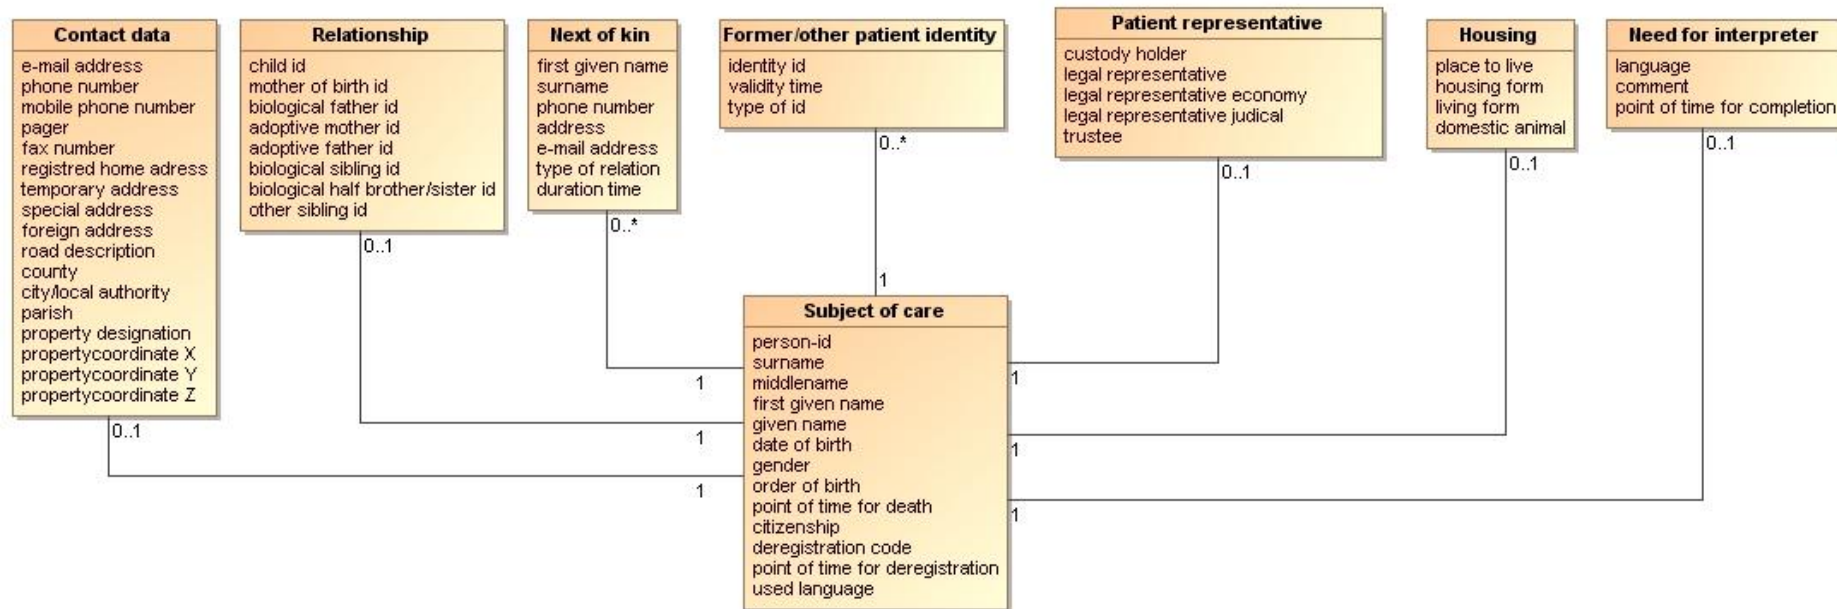 Contact data
e-mail address
phone number
mobile phone number
pager
fax number
registred home adress
temporary address
special address
foreign address
road description
county
city/local authority
parish
property designation
propertycoordinate X
propertycoordinate Y
propertycoordinate Z
0..1
1
Relationship
child id
mother of birth id
biological father id
adoptive mother id
adoptive father id
biological sibling id
biological half brother/sister id
other sibling id
0..1
1
Next of kin
first given name
surname
phone number
address
e-mail address
type of relation
duration time
0..*
1
Former/other patient identity
identity id
validity time
type of id
0..*
1
Patient representative
custody holder
legal representative
legal representative economy
legal representative judical
trustee
0..1
1
Housing
place to live
housing form
living form
domestic animal
0..1
1
Need for interpreter
language
comment
point of time for completion
0..1
1
Subject of care
person-id
surname
middlename
first given name
given name
date of birth
gender
order of birth
point of time for death
citizenship
deregistration code
point of time for deregistration
used language